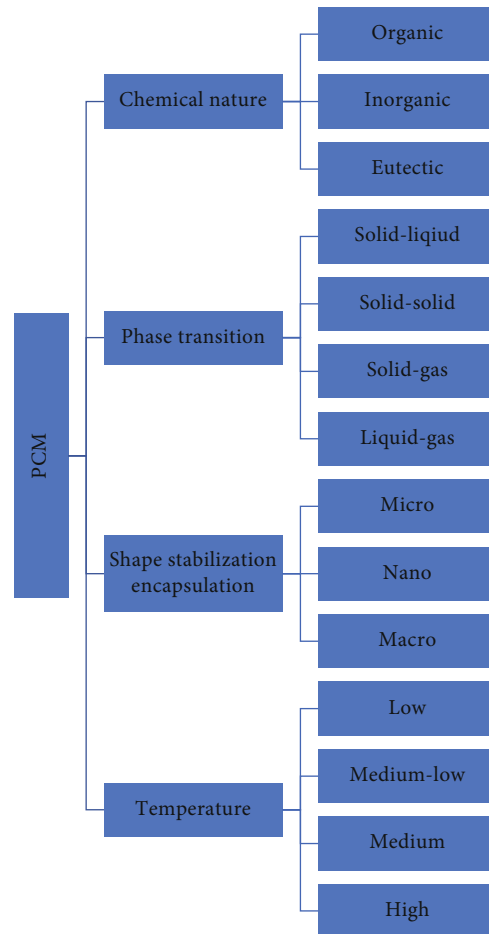 PCM
Chemical nature
Organic
Inorganic
Eutectic
Phase transition
Solid-liqiud
Solid-solid
Solid-gas
Liquid-gas
Shape stabilization
encapsulation
Micro
Nano
Macro
Temperature
Low
Medium-low
Medium
High